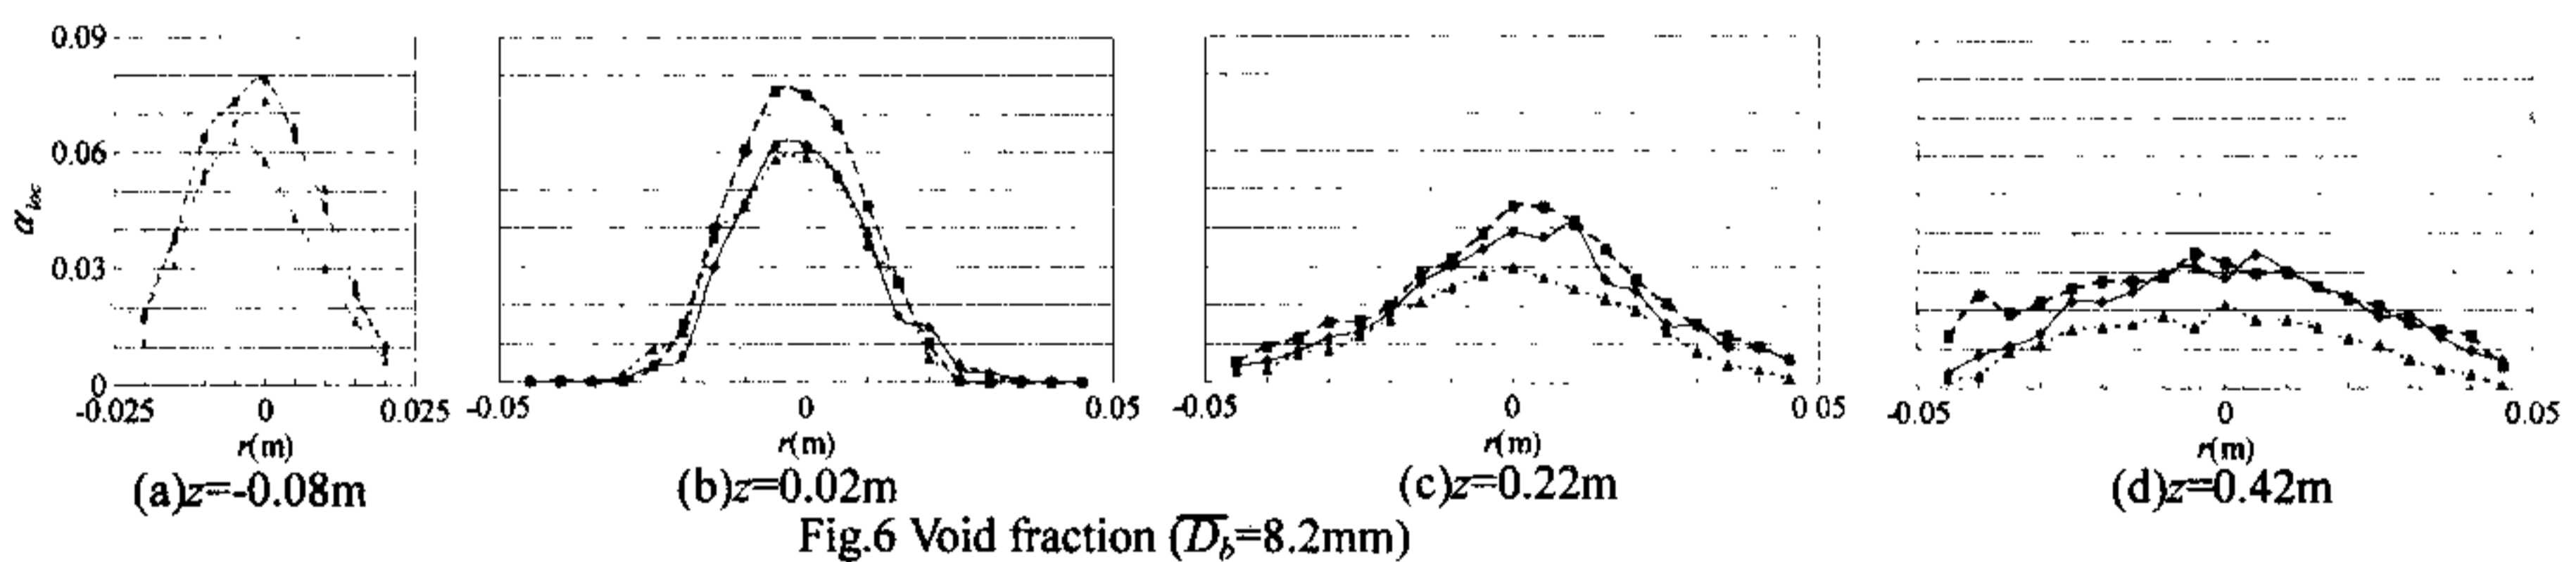 0.09
0.06
0.03
0
α_loc
-0.025 0 0.025 -0.05 0 0.05 -0.05 0 0 05 -0.05 0 0.05
r(m) r(m) r(m) r(m)
(a)z=-0.08m (b)z=0.02m (c)z=0.22m (d)z=0.42m
Fig.6 Void fraction (D̅_b=8.2mm)